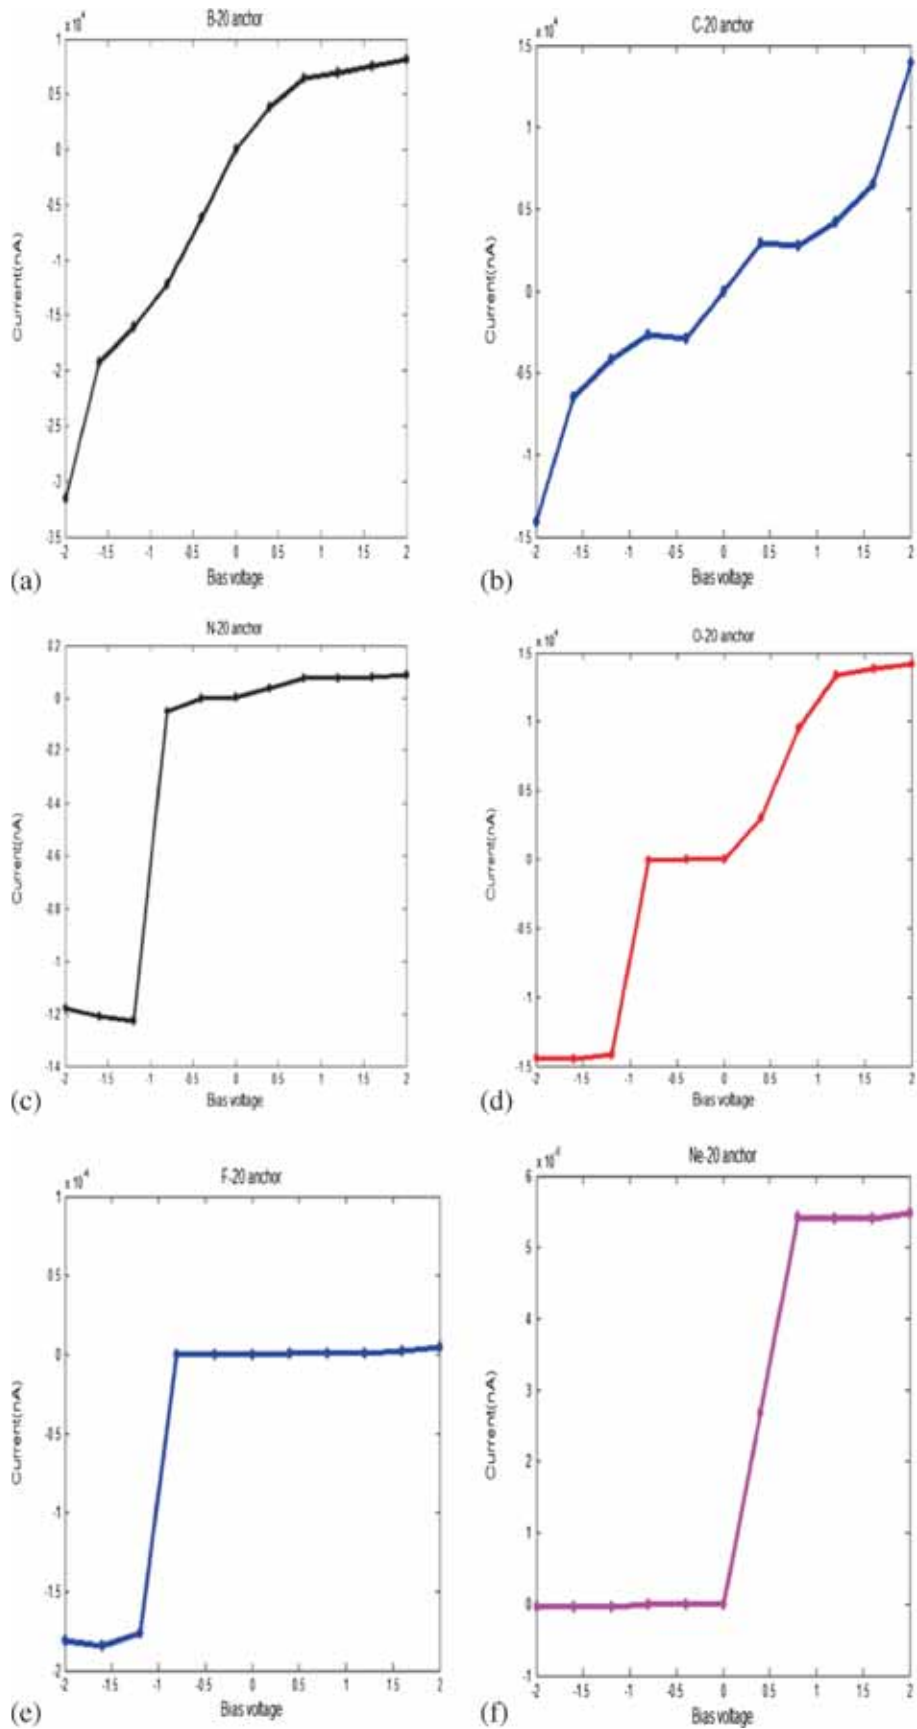 B-20 anchor
x 10⁴
1
0.5
0
-0.5
-1
-1.5
-2
-2.5
-3
-3.5
Current(nA)
-2 -1.5 -1 -0.5 0 0.5 1 1.5 2
Bias voltage
(a)
C-20 anchor
x 10⁴
1.5
1
0.5
0
-0.5
-1
-1.5
Current(nA)
-2 -1.5 -1 -0.5 0 0.5 1 1.5 2
Bias voltage
(b)
N-20 anchor
0.2
0
-0.2
-0.4
-0.6
-0.8
-1
-1.2
-1.4
Current(nA)
-2 -1.5 -1 -0.5 0 0.5 1 1.5 2
Bias voltage
(c)
O-20 anchor
x 10⁴
1.5
1
0.5
0
-0.5
-1
-1.5
Current(nA)
-2 -1.5 -1 -0.5 0 0.5 1 1.5 2
Bias voltage
(d)
F-20 anchor
x 10⁴
1
0.5
0
-0.5
-1
-1.5
-2
Current(nA)
-2 -1.5 -1 -0.5 0 0.5 1 1.5 2
Bias voltage
(e)
Ne-20 anchor
6
5
4
3
2
1
0
-1
Current(nA)
-2 -1.5 -1 -0.5 0 0.5 1 1.5 2
Bias voltage
(f)